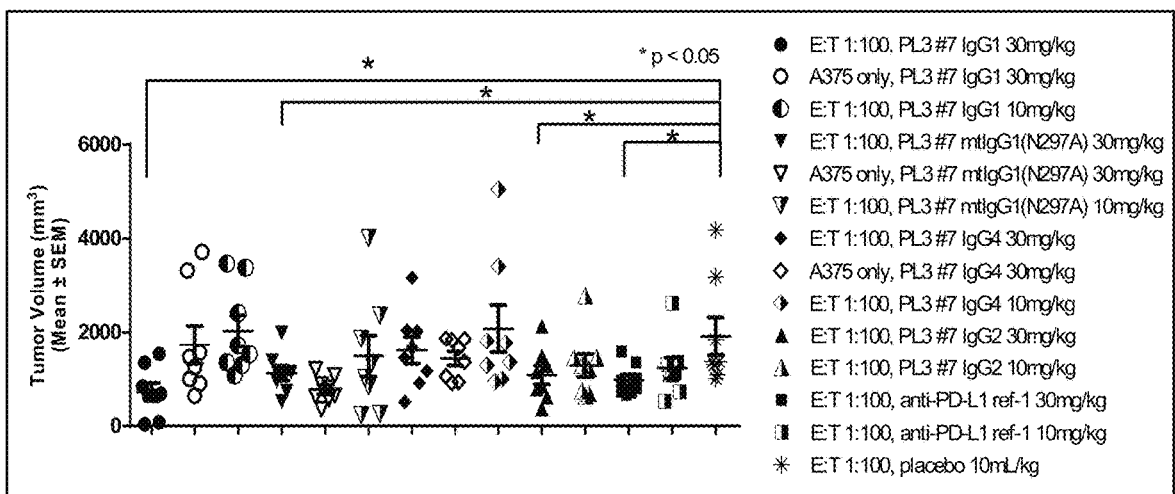 * p < 0.05
*
*
*
*
Tumor Volume (mm³)
(Mean ± SEM)
6000
4000
2000
0
E:T 1:100, PL3 #7 IgG1 30mg/kg
A375 only, PL3 #7 IgG1 30mg/kg
E:T 1:100, PL3 #7 IgG1 10mg/kg
E:T 1:100, PL3 #7 mtIgG1(N297A) 30mg/kg
A375 only, PL3 #7 mtIgG1(N297A) 30mg/kg
E:T 1:100, PL3 #7 mtIgG1(N297A) 10mg/kg
E:T 1:100, PL3 #7 IgG4 30mg/kg
A375 only, PL3 #7 IgG4 30mg/kg
E:T 1:100, PL3 #7 IgG4 10mg/kg
E:T 1:100, PL3 #7 IgG2 30mg/kg
E:T 1:100, PL3 #7 IgG2 10mg/kg
E:T 1:100, anti-PD-L1 ref-1 30mg/kg
E:T 1:100, anti-PD-L1 ref-1 10mg/kg
E:T 1:100, placebo 10mL/kg